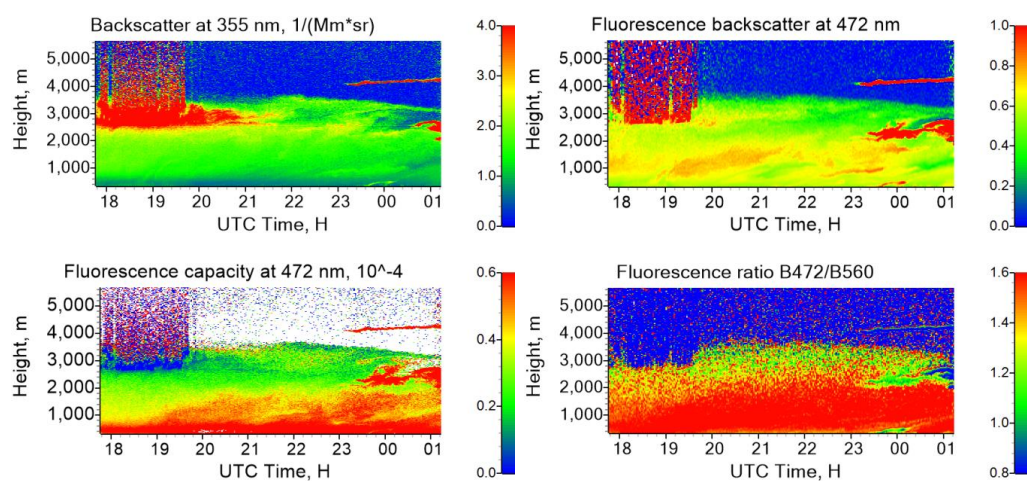 Backscatter at 355 nm, 1/(Mm*sr)
Height, m
5,000
4,000
3,000
2,000
1,000
18 19 20 21 22 23 00 01
UTC Time, H
4.0
3.0
2.0
1.0
0.0
Fluorescence backscatter at 472 nm
Height, m
5,000
4,000
3,000
2,000
1,000
18 19 20 21 22 23 00 01
UTC Time, H
1.0
0.8
0.6
0.4
0.2
0.0
Fluorescence capacity at 472 nm, 10^-4
Height, m
5,000
4,000
3,000
2,000
1,000
18 19 20 21 22 23 00 01
UTC Time, H
0.6
0.4
0.2
0.0
Fluorescence ratio B472/B560
Height, m
5,000
4,000
3,000
2,000
1,000
18 19 20 21 22 23 00 01
UTC Time, H
1.6
1.4
1.2
1.0
0.8